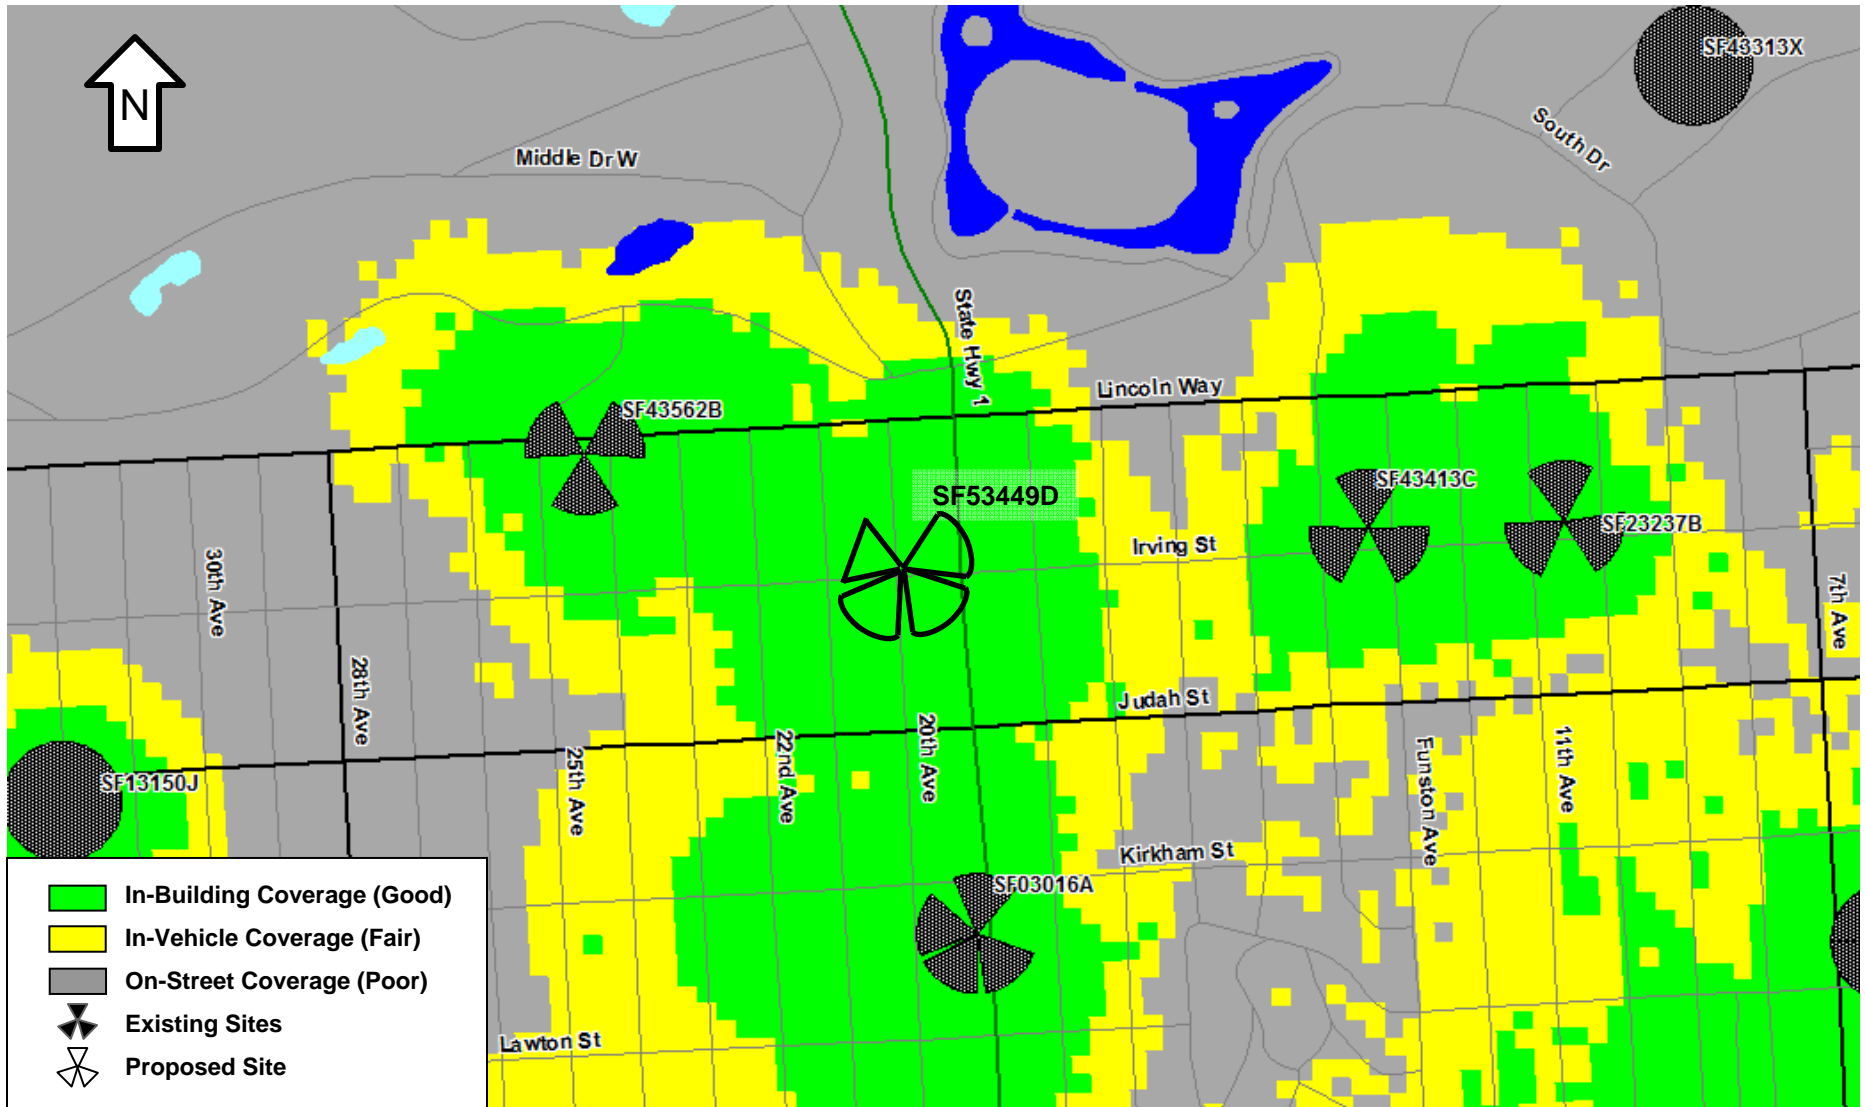 SF43313X
N
South Dr
Middle Dr W
State Hwy 1
Lincoln Way
SF43562B
SF53449D
SF43413C
SF23237B
Irving St
30th Ave
7th Ave
28th Ave
Judah St
20th Ave
22nd Ave
25th Ave
11th Ave
Funston Ave
SF13150J
Kirkham St
SF03016A
Lawton St
In-Building Coverage (Good)
In-Vehicle Coverage (Fair)
On-Street Coverage (Poor)
Existing Sites
Proposed Site